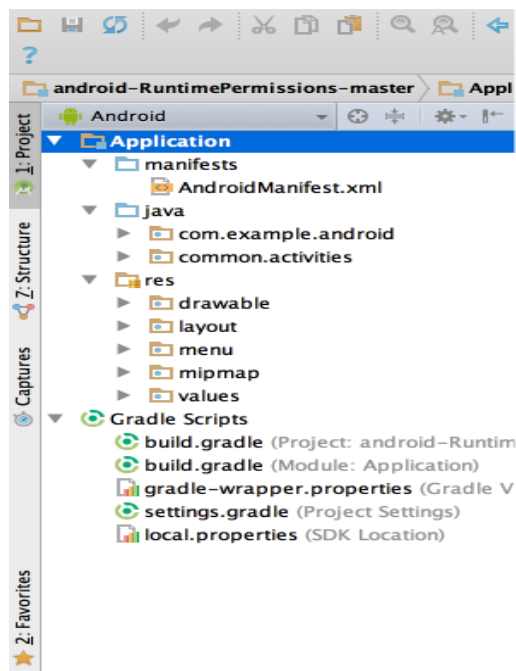 ?
android-RuntimePermissions-master
Appl
Android
1: Project
Application
manifests
AndroidManifest.xml
java
com.example.android
common.activities
7: Structure
res
drawable
layout
menu
mipmap
values
Captures
Gradle Scripts
build.gradle (Project: android-Runtim
build.gradle (Module: Application)
gradle-wrapper.properties (Gradle V
settings.gradle (Project Settings)
local.properties (SDK Location)
2: Favorites